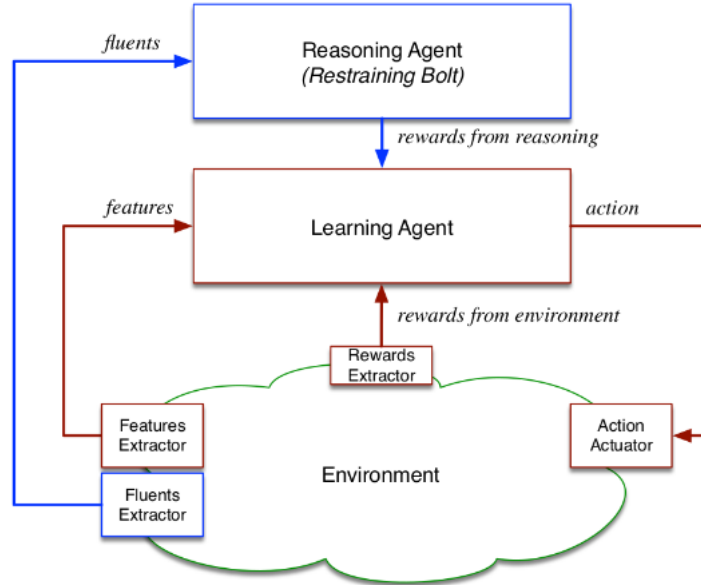 fluents
Reasoning Agent
(Restraining Bolt)
rewards from reasoning
features
Learning Agent
action
rewards from environment
Rewards
Extractor
Features
Extractor
Action
Actuator
Environment
Fluents
Extractor